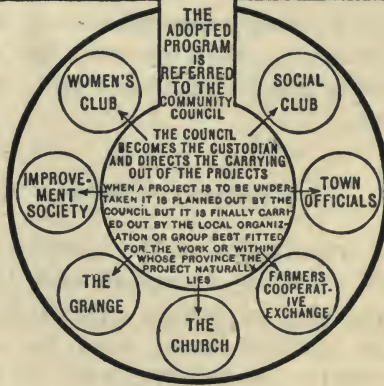 THE
ADOPTED
PROGRAM
IS
REFERRED
TO THE
COMMUNITY
COUNCIL
WOMEN'S
CLUB
SOCIAL
CLUB
THE COUNCIL
BECOMES THE CUSTODIAN
AND DIRECTS THE CARRYING
OUT OF THE PROJECTS
WHEN A PROJECT IS TO BE UNDER-
TAKEN IT IS PLANNED OUT BY THE
COUNCIL BUT IT IS FINALLY CARRI-
ED OUT BY THE LOCAL ORGANIZ-
ATION OR GROUP BEST FITTED
FOR THE WORK OR WITHIN
WHOSE PROVINCE THE
PROJECT NATURALLY
LIES
IMPROVE-
MENT
SOCIETY
TOWN
OFFICIALS
THE
GRANGE
FARMERS
COOPERAT-
IVE
EXCHANGE
THE
CHURCH